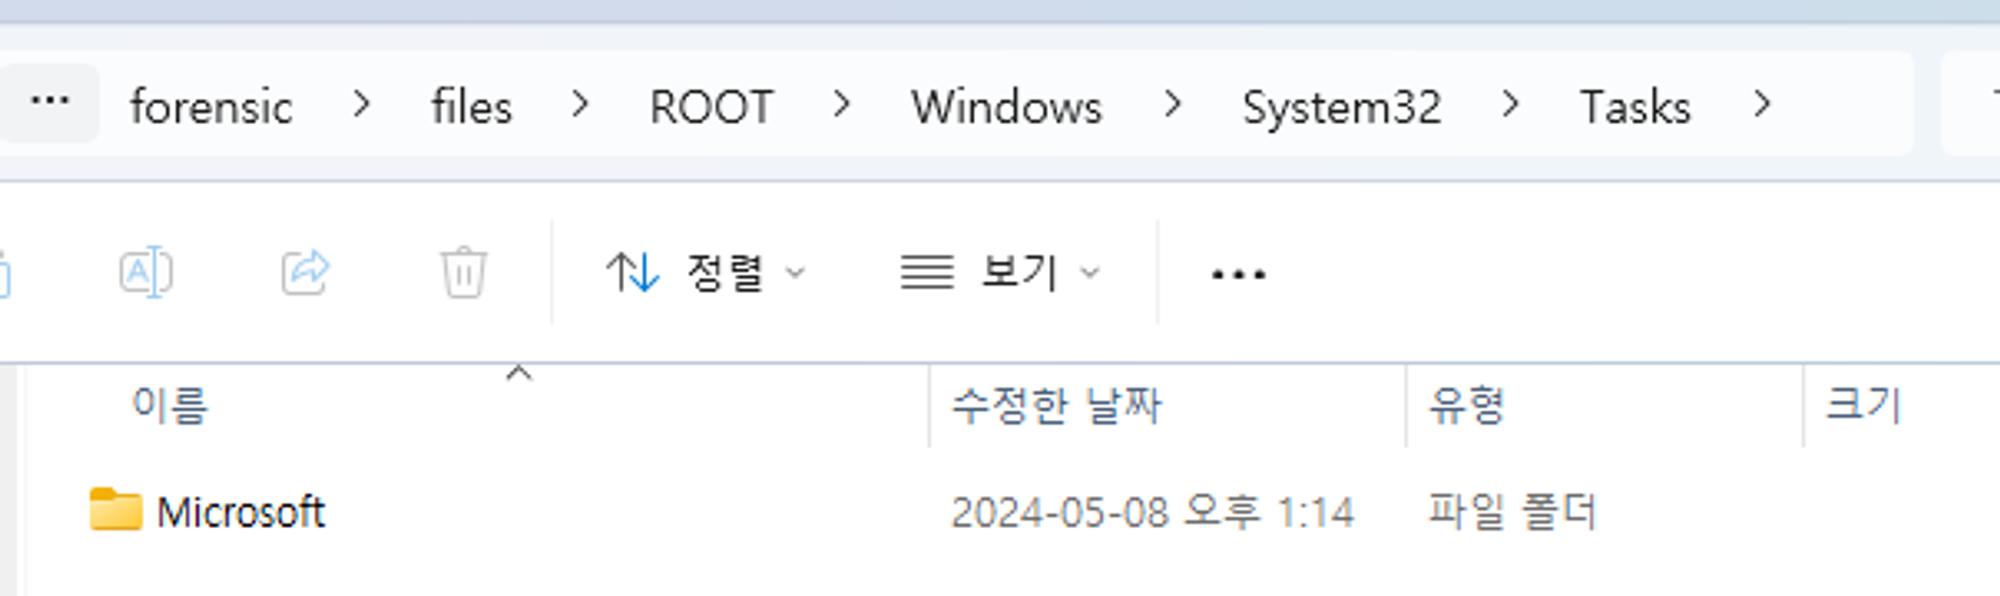 ... forensic > files > ROOT > Windows > System32 > Tasks >
정렬 보기 ...
이름 수정한 날짜 유형 크기
Microsoft 2024-05-08 오후 1:14 파일 폴더